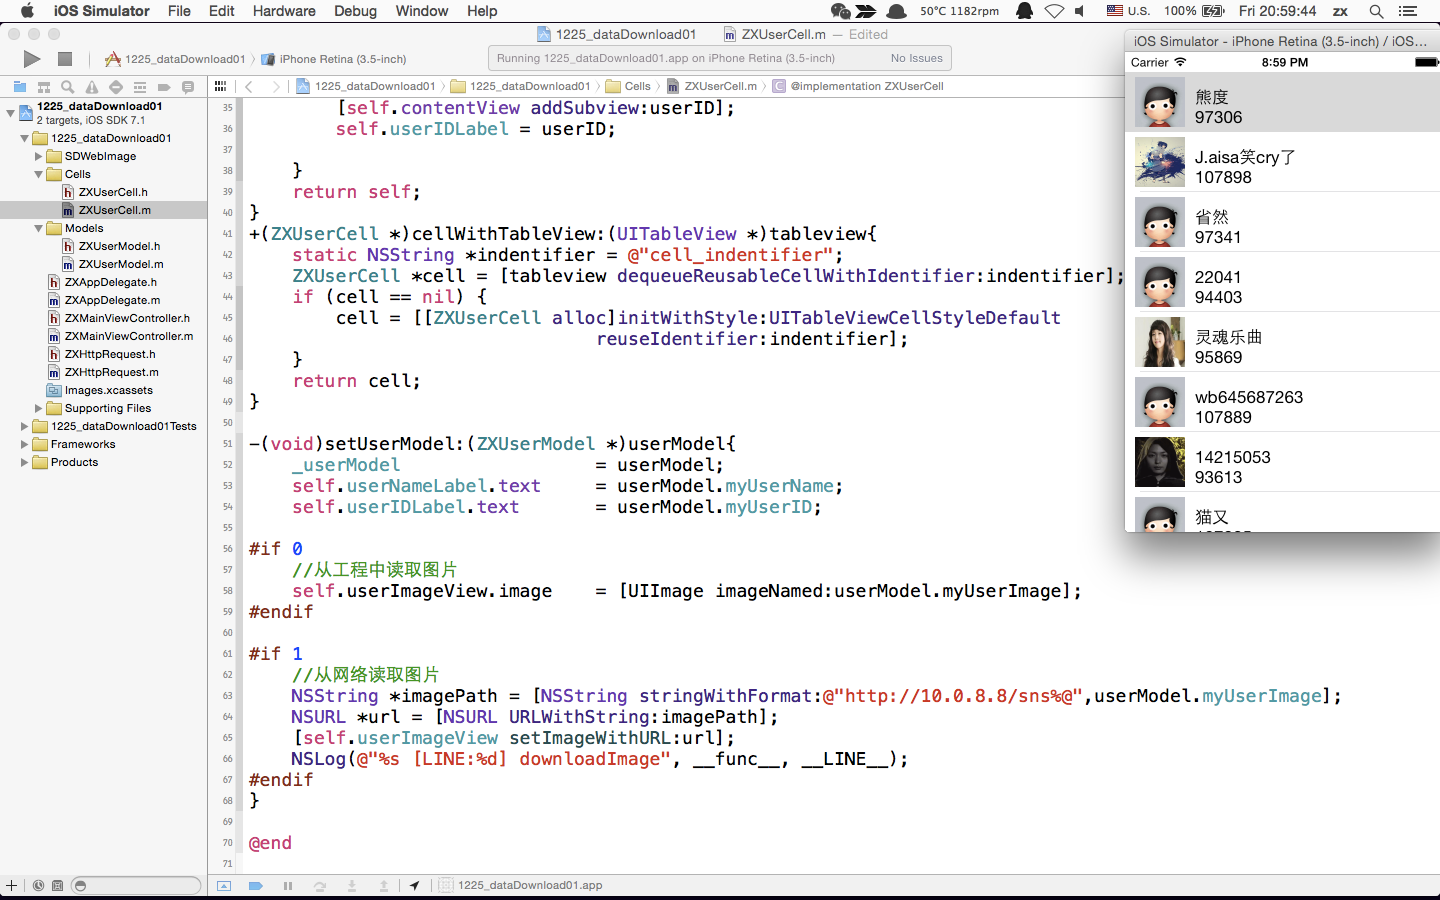 iOS Simulator File Edit Hardware Debug Window Help 50°C 1182rpm U.S. 100% Fri 20:59:44 zx
1225_dataDownload01 ZXUserCell.m — Edited
1225_dataDownload01 iPhone Retina (3.5-inch) Running 1225_dataDownload01.app on iPhone Retina (3.5-inch) No Issues
1225_dataDownload01 1225_dataDownload01 Cells ZXUserCell.m @implementation ZXUserCell
1225_dataDownload01
2 targets, iOS SDK 7.1
1225_dataDownload01
SDWebImage
Cells
ZXUserCell.h
ZXUserCell.m
Models
ZXUserModel.h
ZXUserModel.m
ZXAppDelegate.h
ZXAppDelegate.m
ZXMainViewController.h
ZXMainViewController.m
ZXHttpRequest.h
ZXHttpRequest.m
Images.xcassets
Supporting Files
1225_dataDownload01Tests
Frameworks
Products
35 [self.contentView addSubview:userID];
36 self.userIDLabel = userID;
37
38 }
39 return self;
40 }
41 +(ZXUserCell *)cellWithTableView:(UITableView *)tableview{
42 static NSString *indentifier = @"cell_indentifier";
43 ZXUserCell *cell = [tableview dequeueReusableCellWithIdentifier:indentifier];
44 if (cell == nil) {
45 cell = [[ZXUserCell alloc]initWithStyle:UITableViewCellStyleDefault
46 reuseIdentifier:indentifier];
47 }
48 return cell;
49 }
50
51 -(void)setUserModel:(ZXUserModel *)userModel{
52 _userModel = userModel;
53 self.userNameLabel.text = userModel.myUserName;
54 self.userIDLabel.text = userModel.myUserID;
55
56 #if 0
57 //从工程中读取图片
58 self.userImageView.image = [UIImage imageNamed:userModel.myUserImage];
59 #endif
60
61 #if 1
62 //从网络读取图片
63 NSString *imagePath = [NSString stringWithFormat:@"http://10.0.8.8/sns%@",userModel.myUserImage];
64 NSURL *url = [NSURL URLWithString:imagePath];
65 [self.userImageView setImageWithURL:url];
66 NSLog(@"%s [LINE:%d] downloadImage", __func__, __LINE__);
67 #endif
68 }
69
70 @end
71
1225_dataDownload01.app
iOS Simulator - iPhone Retina (3.5-inch) / iOS...
Carrier 8:59 PM
熊度
97306
J.aisa笑cry了
107898
省然
97341
22041
94403
灵魂乐曲
95869
wb645687263
107889
14215053
93613
猫又